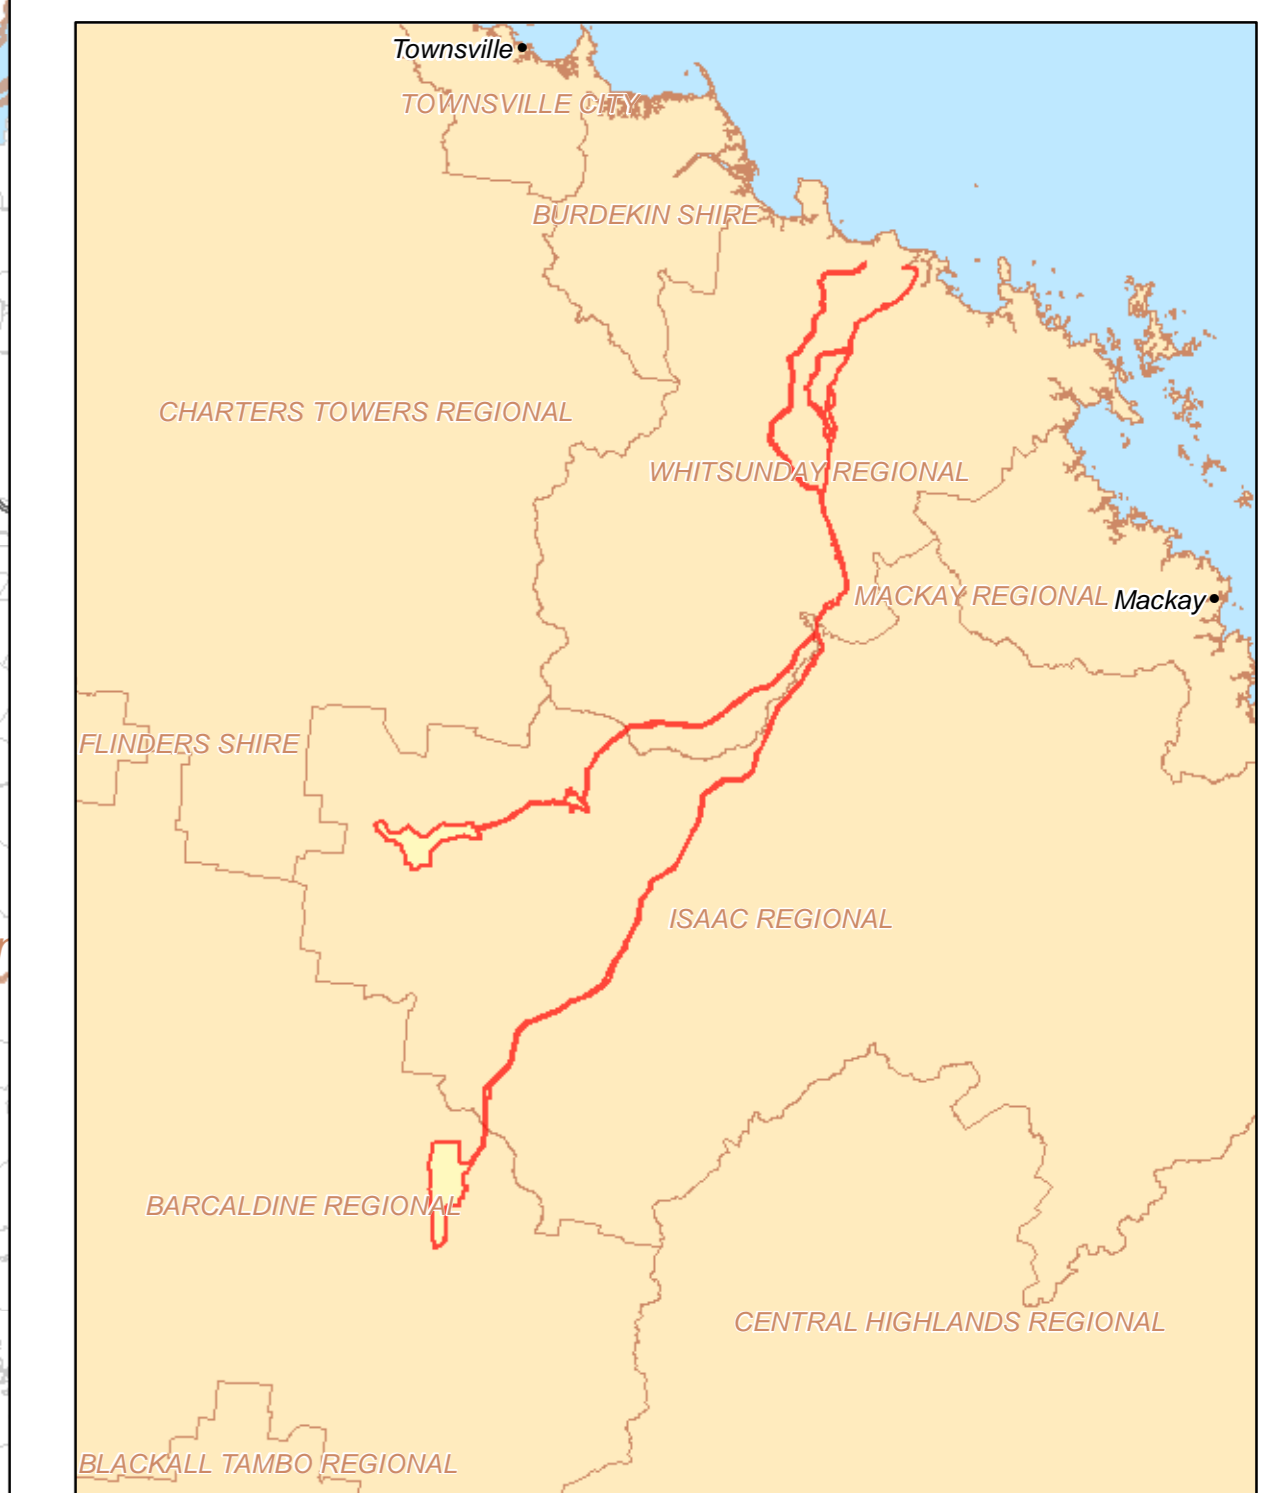 Townsville
TOWNSVILLE CITY
BURDEKIN SHIRE
CHARTERS TOWERS REGIONAL
WHITSUNDAY REGIONAL
MACKAY REGIONAL
Mackay
FLINDERS SHIRE
ISAAC REGIONAL
BARCALDINE REGIONAL
CENTRAL HIGHLANDS REGIONAL
BLACKALL TAMBO REGIONAL